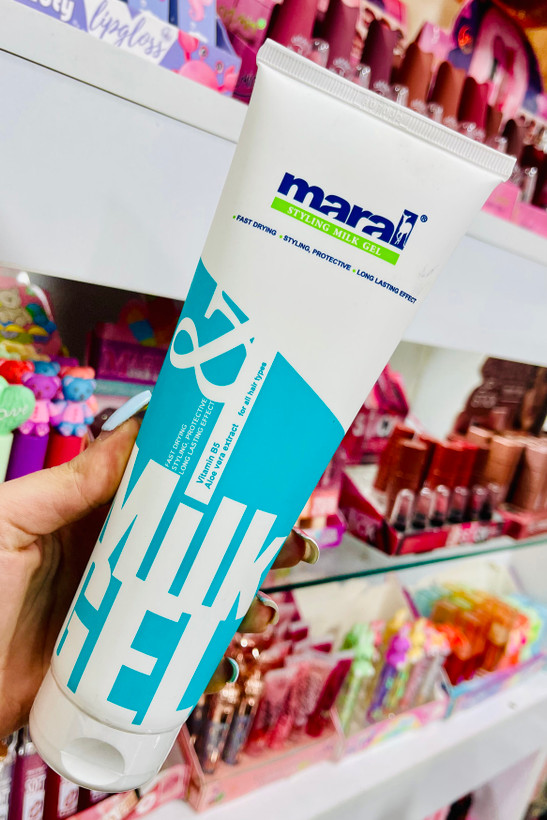 lipgloss
maral®
STYLING MILK GEL
FAST DRYING • STYLING, PROTECTIVE • LONG LASTING EFFECT
&
FAST DRYING
STYLING, PROTECTIVE
LONG LASTING EFFECT
Vitamin B5
Aloe vera extract
for all hair types
Milk
GEL